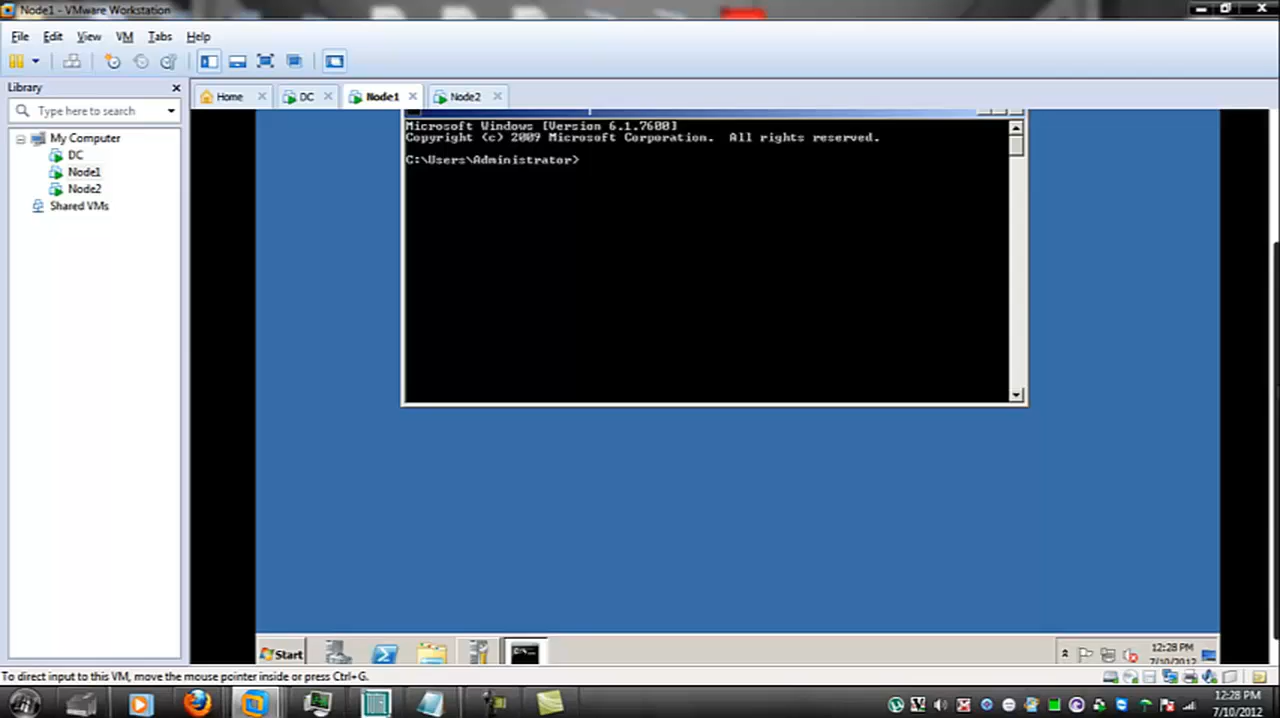 Node1 - VMware Workstation
File Edit View VM Tabs Help
Library
Type here to search
My Computer
DC
Node1
Node2
Shared VMs
Home DC Node1 Node2
Microsoft Windows [Version 6.1.7600]
Copyright (c) 2009 Microsoft Corporation. All rights reserved.
C:\Users\Administrator>
Start
12:28 PM
7/10/2012
To direct input to this VM, move the mouse pointer inside or press Ctrl+G.
12:28 PM
7/10/2012